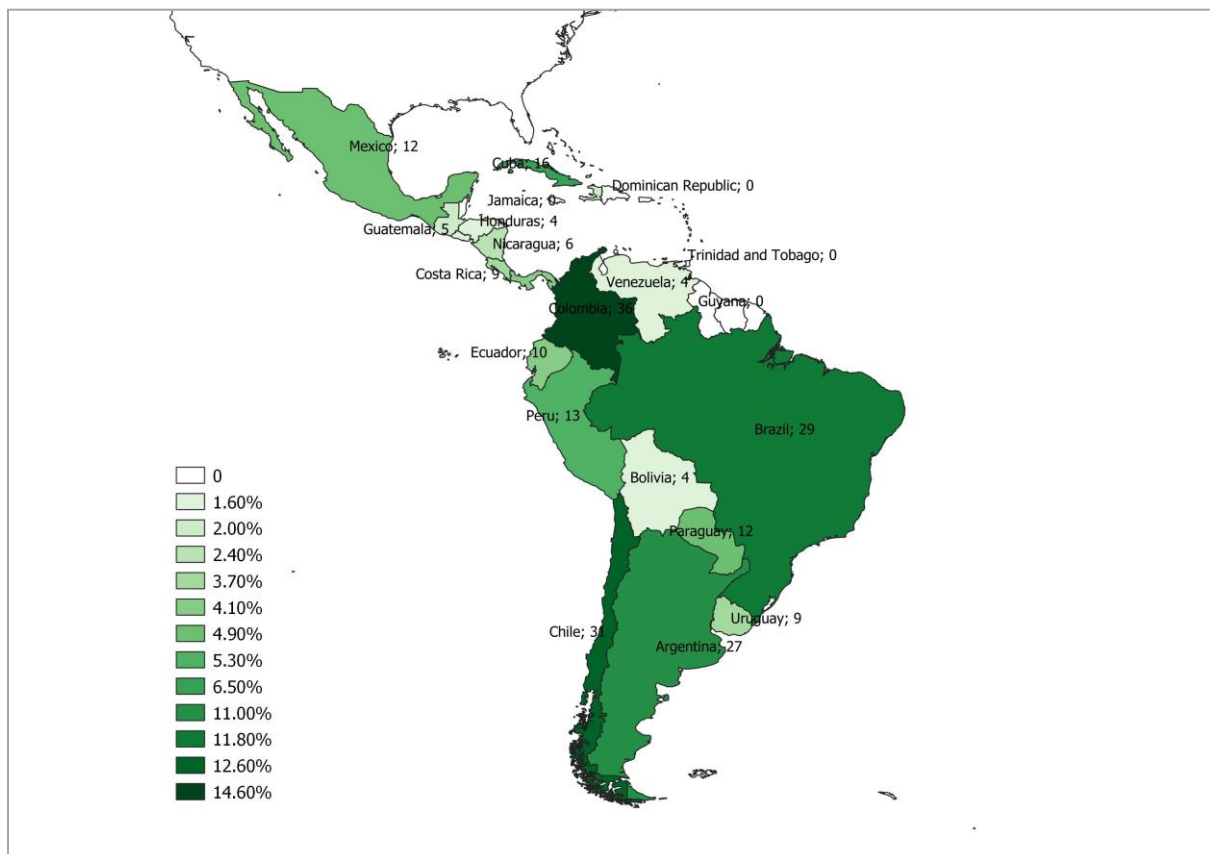 Mexico; 12
Cuba; 16
Dominican Republic; 0
Jamaica; 0
Honduras; 4
Guatemala; 5
Nicaragua; 6
Trinidad and Tobago; 0
Costa Rica; 9
Venezuela; 4
Guyana; 0
Colombia; 36
Ecuador; 10
Peru; 13
Brazil; 29
Bolivia; 4
Paraguay; 12
Uruguay; 9
Chile; 31
Argentina; 27
0
1.60%
2.00%
2.40%
3.70%
4.10%
4.90%
5.30%
6.50%
11.00%
11.80%
12.60%
14.60%